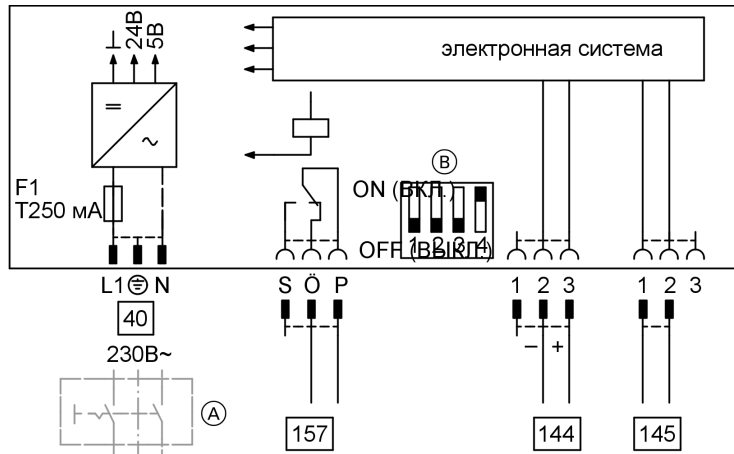 24В
5В
электронная система
=
~
F1
T250 мА
B
ON (ВКЛ.)
1 2 3 4
OFF (ВЫКЛ.)
L1 N
S Ö P
1 2 3
1 2 3
40
− +
230В~
A
157
144
145